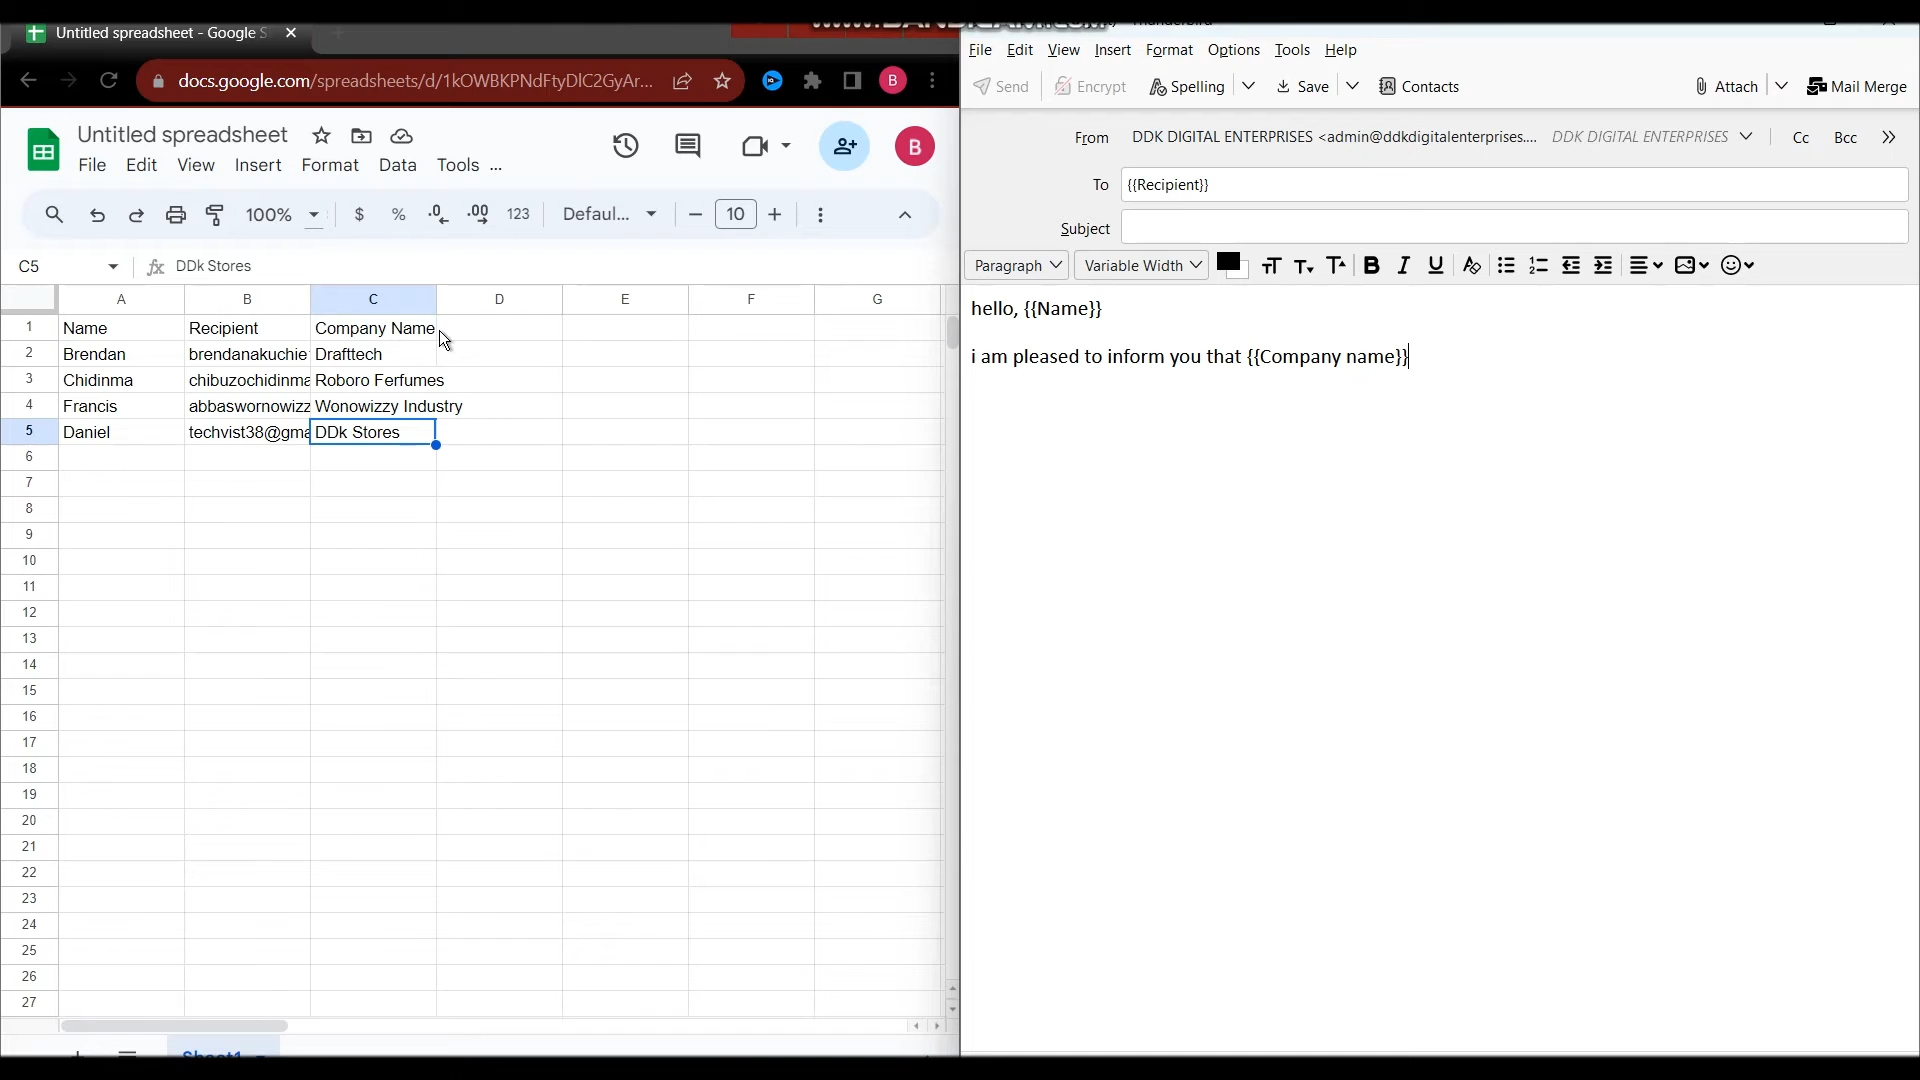 Untitled spreadsheet - Google S
docs.google.com/spreadsheets/d/1kOWBKPNdFtyDlC2GyAr...
B
Untitled spreadsheet
File Edit View Insert Format Data Tools ...
B
100% $ % .0 .00 123 Defaul... 10
C5 DDk Stores
A B C D E F G
1 Name Recipient Company Name
2 Brendan brendanakuchie Drafttech
3 Chidinma chibuzochidinma Roboro Ferfumes
4 Francis abbaswornowizz Wonowizzy Industry
5 Daniel techvist38@gma DDk Stores
6
7
8
9
10
11
12
13
14
15
16
17
18
19
20
21
22
23
24
25
26
27
Sheet1
File Edit View Insert Format Options Tools Help
Send Encrypt Spelling Save Contacts Attach Mail Merge
From DDK DIGITAL ENTERPRISES <admin@ddkdigitalenterprises.... DDK DIGITAL ENTERPRISES Cc Bcc
To {{Recipient}}
Subject
Paragraph Variable Width
hello, {{Name}}
i am pleased to inform you that {{Company name}}